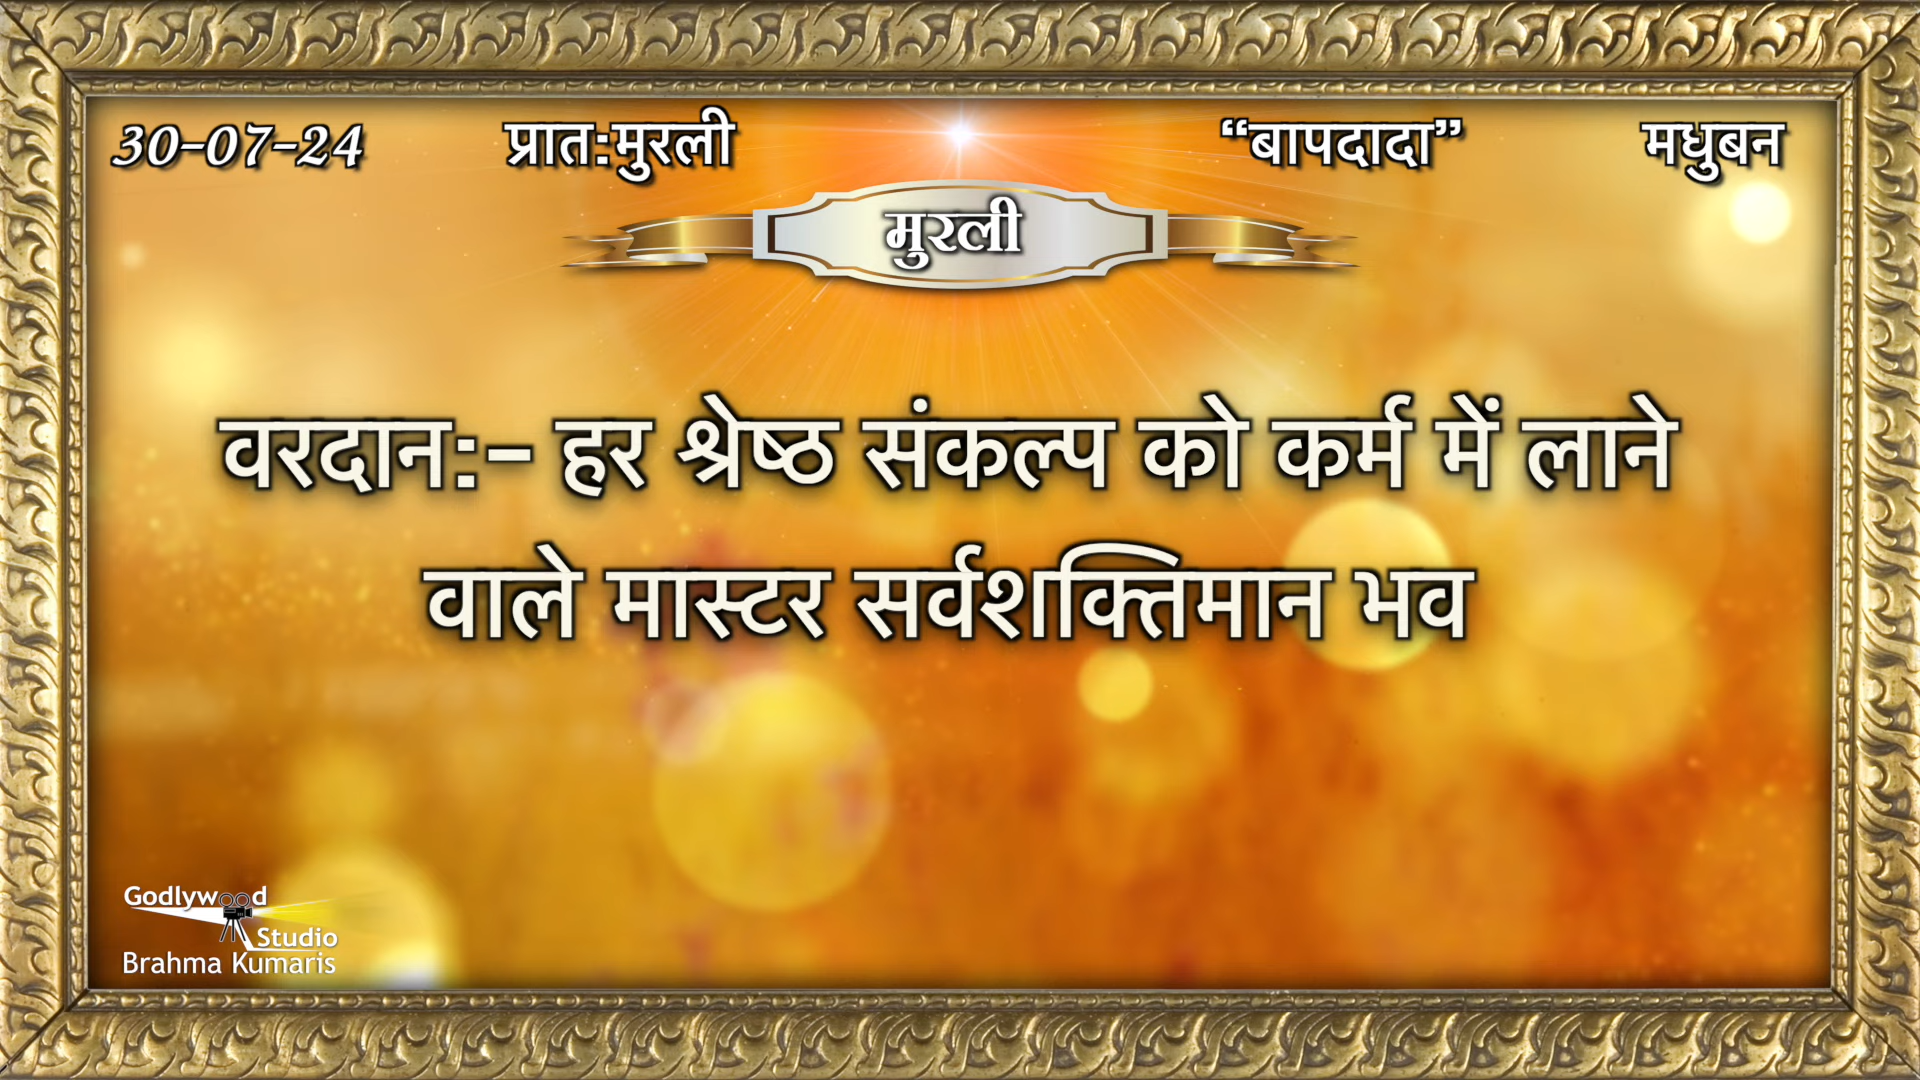 30-07-24 प्रात:मुरली “बापदादा” मधुबन
मुरली
वरदान:- हर श्रेष्ठ संकल्प को कर्म में लाने
वाले मास्टर सर्वशक्तिमान भव
Godlywood
Studio
Brahma Kumaris